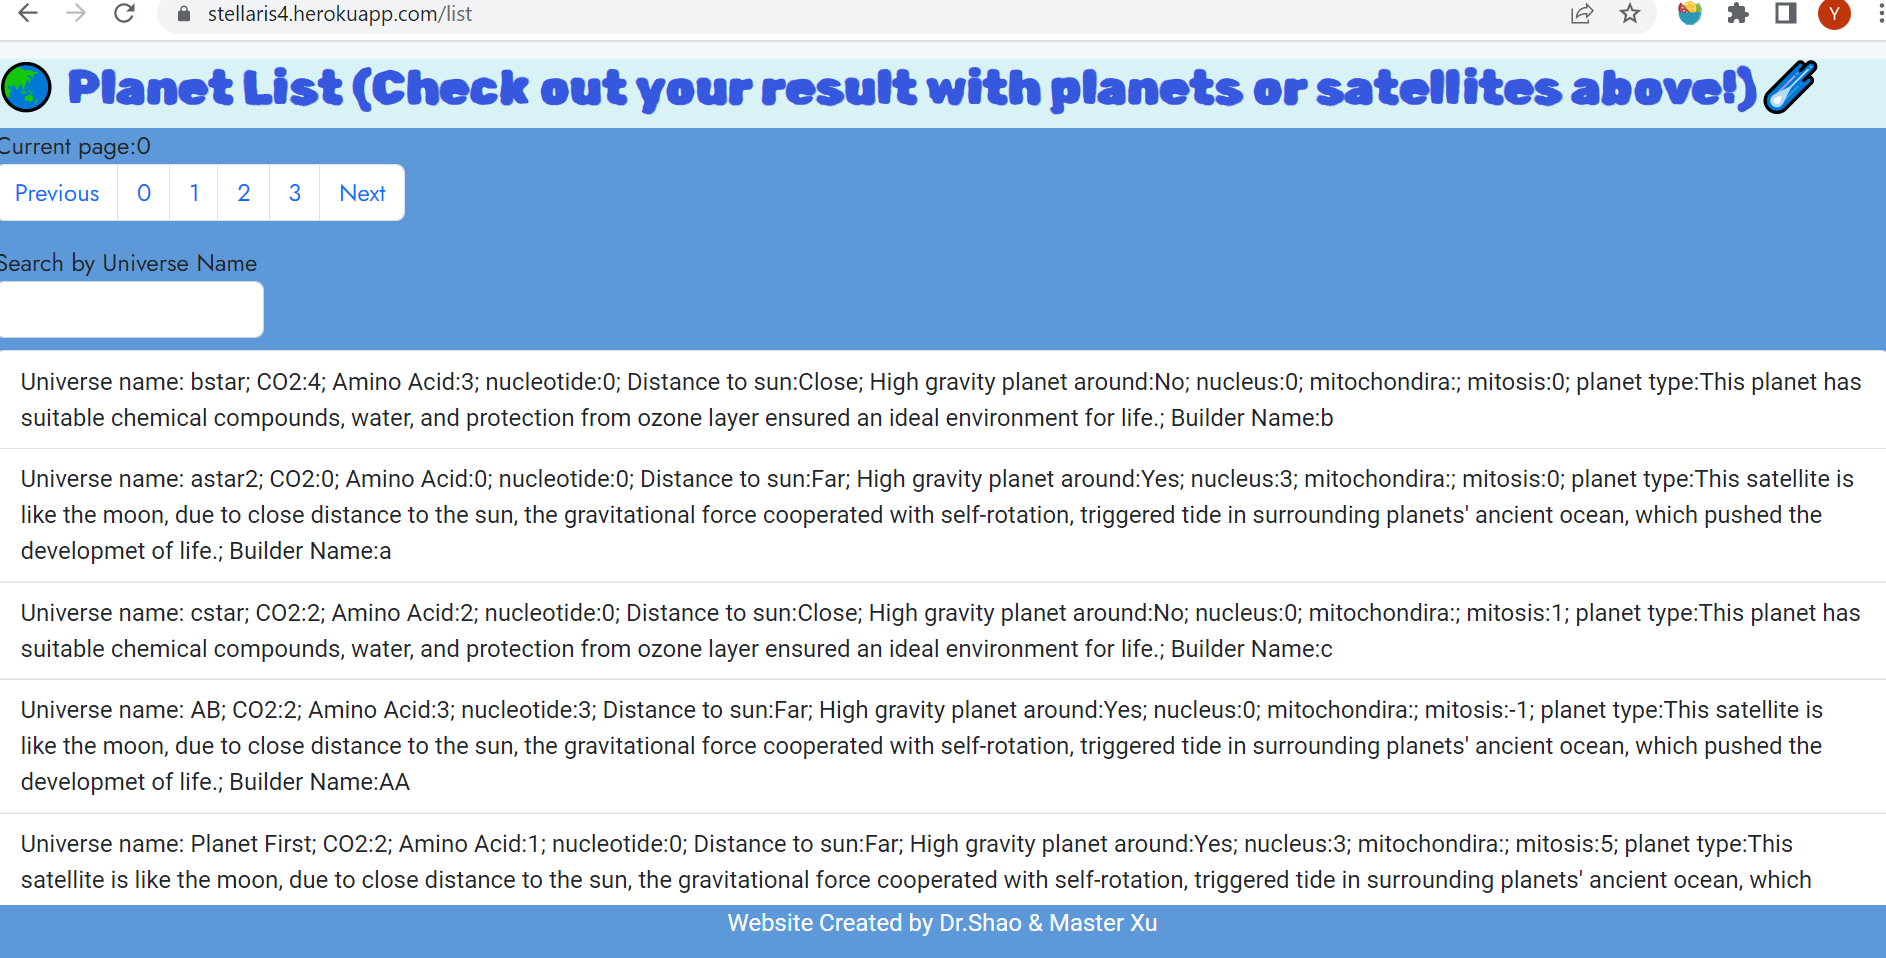 stellaris4.herokuapp.com/list
Y
Planet List (Check out your result with planets or satellites above!)
Current page:0
Previous 0 1 2 3 Next
Search by Universe Name
Universe name: bstar; CO2:4; Amino Acid:3; nucleotide:0; Distance to sun:Close; High gravity planet around:No; nucleus:0; mitochondira:; mitosis:0; planet type:This planet has
suitable chemical compounds, water, and protection from ozone layer ensured an ideal environment for life.; Builder Name:b
Universe name: astar2; CO2:0; Amino Acid:0; nucleotide:0; Distance to sun:Far; High gravity planet around:Yes; nucleus:3; mitochondira:; mitosis:0; planet type:This satellite is
like the moon, due to close distance to the sun, the gravitational force cooperated with self-rotation, triggered tide in surrounding planets' ancient ocean, which pushed the
developmet of life.; Builder Name:a
Universe name: cstar; CO2:2; Amino Acid:2; nucleotide:0; Distance to sun:Close; High gravity planet around:No; nucleus:0; mitochondira:; mitosis:1; planet type:This planet has
suitable chemical compounds, water, and protection from ozone layer ensured an ideal environment for life.; Builder Name:c
Universe name: AB; CO2:2; Amino Acid:3; nucleotide:3; Distance to sun:Far; High gravity planet around:Yes; nucleus:0; mitochondira:; mitosis:-1; planet type:This satellite is
like the moon, due to close distance to the sun, the gravitational force cooperated with self-rotation, triggered tide in surrounding planets' ancient ocean, which pushed the
developmet of life.; Builder Name:AA
Universe name: Planet First; CO2:2; Amino Acid:1; nucleotide:0; Distance to sun:Far; High gravity planet around:Yes; nucleus:3; mitochondira:; mitosis:5; planet type:This
satellite is like the moon, due to close distance to the sun, the gravitational force cooperated with self-rotation, triggered tide in surrounding planets' ancient ocean, which
Website Created by Dr.Shao & Master Xu